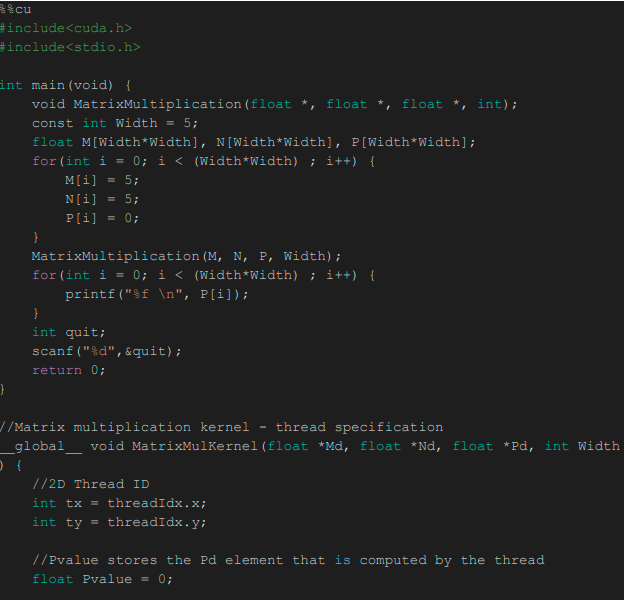 %%cu
#include<cuda.h>
#include<stdio.h>

int main(void) {
    void MatrixMultiplication(float *, float *, float *, int);
    const int Width = 5;
    float M[Width*Width], N[Width*Width], P[Width*Width];
    for(int i = 0; i < (Width*Width) ; i++) {
        M[i] = 5;
        N[i] = 5;
        P[i] = 0;
    }
    MatrixMultiplication(M, N, P, Width);
    for(int i = 0; i < (Width*Width) ; i++) {
        printf("%f \n", P[i]);
    }
    int quit;
    scanf("%d",&quit);
    return 0;
}

//Matrix multiplication kernel - thread specification
__global__ void MatrixMulKernel(float *Md, float *Nd, float *Pd, int Width
) {
    //2D Thread ID
    int tx = threadIdx.x;
    int ty = threadIdx.y;

    //Pvalue stores the Pd element that is computed by the thread
    float Pvalue = 0;